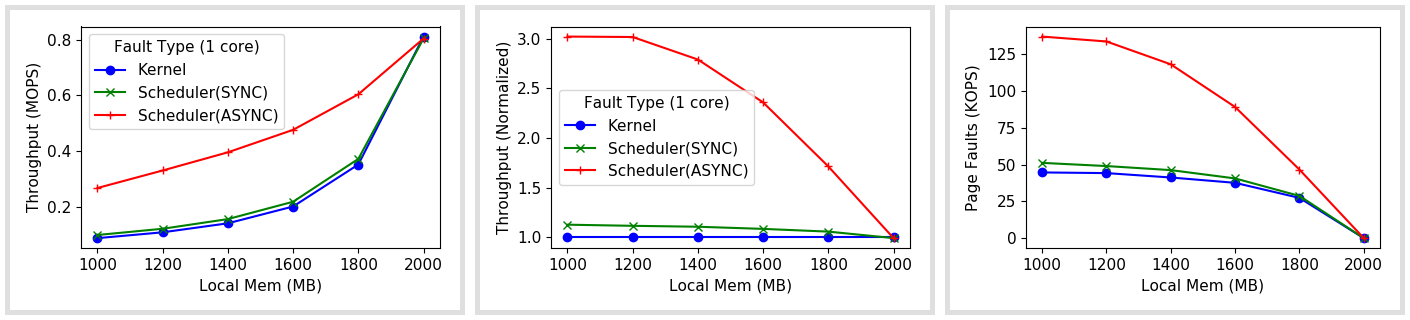 Throughput (MOPS)
0.8
0.6
0.4
0.2
Fault Type (1 core)
Kernel
Scheduler(SYNC)
Scheduler(ASYNC)
1000 1200 1400 1600 1800 2000
Local Mem (MB)
Throughput (Normalized)
3.0
2.5
2.0
1.5
1.0
Fault Type (1 core)
Kernel
Scheduler(SYNC)
Scheduler(ASYNC)
1000 1200 1400 1600 1800 2000
Local Mem (MB)
Page Faults (KOPS)
125
100
75
50
25
0
1000 1200 1400 1600 1800 2000
Local Mem (MB)